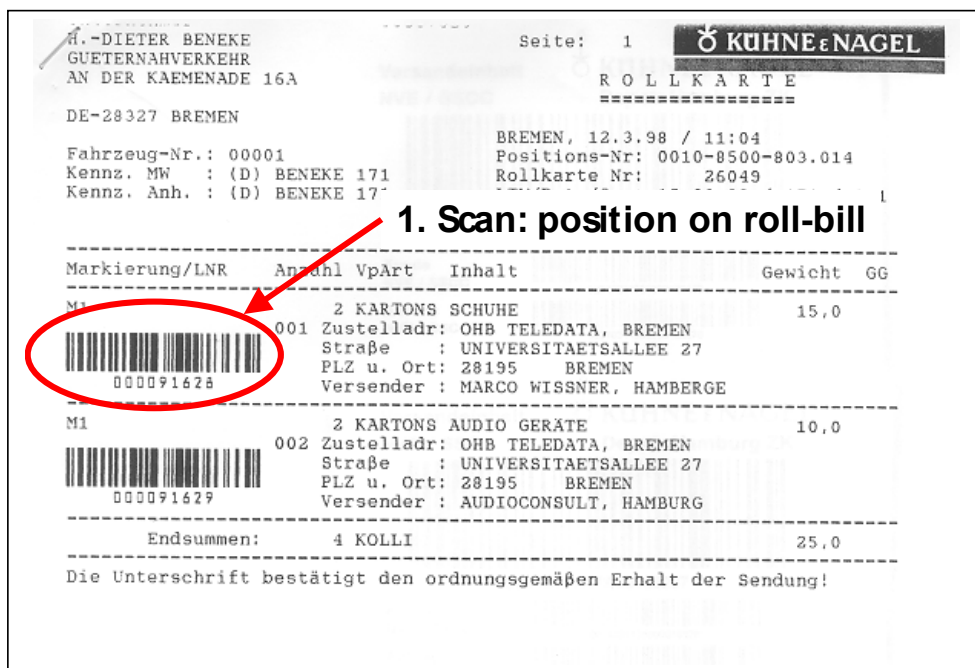 H.-DIETER BENEKE
GUETERNAHVERKEHR
AN DER KAEMENADE 16A
DE-28327 BREMEN
Seite: 1
KÜHNE & NAGEL
ROLLKARTE
BREMEN, 12.3.98 / 11:04
Fahrzeug-Nr.: 00001
Positions-Nr: 0010-8500-803.014
Kennz. MW : (D) BENEKE 171
Rollkarte Nr: 26049
Kennz. Anh. : (D) BENEKE 17
1. Scan: position on roll-bill
Markierung/LNR Anzahl VpArt Inhalt Gewicht GG
M1 2 KARTONS SCHUHE 15,0
001 Zustelladr: OHB TELEDATA, BREMEN
Straße : UNIVERSITAETSALLEE 27
PLZ u. Ort: 28195 BREMEN
000091628
Versender : MARCO WISSNER, HAMBERGE
M1 2 KARTONS AUDIO GERÄTE 10,0
002 Zustelladr: OHB TELEDATA, BREMEN
Straße : UNIVERSITAETSALLEE 27
PLZ u. Ort: 28195 BREMEN
000091629
Versender : AUDIOCONSULT, HAMBURG
Endsummen: 4 KOLLI 25,0
Die Unterschrift bestätigt den ordnungsgemäßen Erhalt der Sendung!